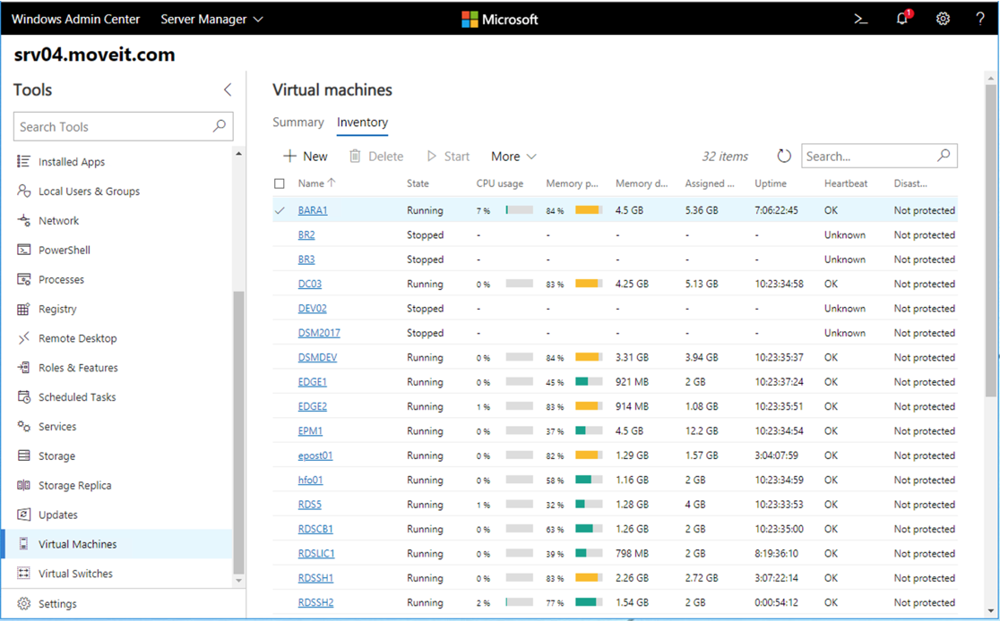 Windows Admin Center Server Manager Microsoft 1 ?
srv04.moveit.com
Tools
Search Tools
Installed Apps
Local Users & Groups
Network
PowerShell
Processes
Registry
Remote Desktop
Roles & Features
Scheduled Tasks
Services
Storage
Storage Replica
Updates
Virtual Machines
Virtual Switches
Settings
Virtual machines
Summary Inventory
New Delete Start More 32 items Search...
Name State CPU usage Memory p... Memory d... Assigned ... Uptime Heartbeat Disast...
BARA1 Running 7 % 84 % 4.5 GB 5.36 GB 7:06:22:45 OK Not protected
BR2 Stopped - - - - - Unknown Not protected
BR3 Stopped - - - - - Unknown Not protected
DC03 Running 0 % 83 % 4.25 GB 5.13 GB 10:23:34:58 OK Not protected
DEV02 Stopped - - - - - Unknown Not protected
DSM2017 Stopped - - - - - Unknown Not protected
DSMDEV Running 0 % 84 % 3.31 GB 3.94 GB 10:23:35:37 OK Not protected
EDGE1 Running 0 % 45 % 921 MB 2 GB 10:23:37:24 OK Not protected
EDGE2 Running 1 % 83 % 914 MB 1.08 GB 10:23:35:51 OK Not protected
EPM1 Running 0 % 37 % 4.5 GB 12.2 GB 10:23:34:54 OK Not protected
epost01 Running 0 % 82 % 1.29 GB 1.57 GB 3:04:07:59 OK Not protected
hfo01 Running 0 % 58 % 1.16 GB 2 GB 10:23:34:59 OK Not protected
RDS5 Running 1 % 32 % 1.28 GB 4 GB 10:23:33:53 OK Not protected
RDSCB1 Running 0 % 63 % 1.26 GB 2 GB 10:23:35:00 OK Not protected
RDSLIC1 Running 0 % 39 % 798 MB 2 GB 8:19:36:10 OK Not protected
RDSSH1 Running 0 % 83 % 2.26 GB 2.72 GB 3:07:22:14 OK Not protected
RDSSH2 Running 2 % 77 % 1.54 GB 2 GB 0:00:54:12 OK Not protected